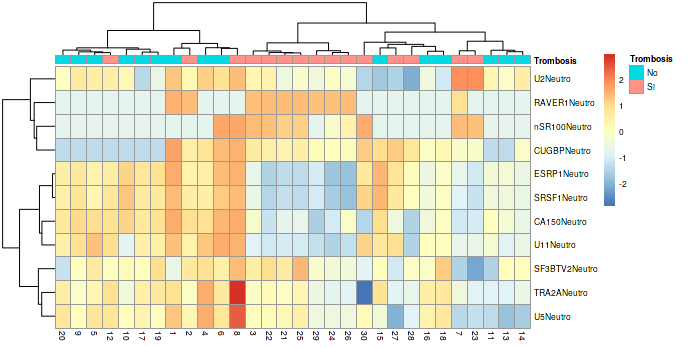 Trombosis
U2Neutro
RAVER1Neutro
nSR100Neutro
CUGBPNeutro
ESRP1Neutro
SRSF1Neutro
CA150Neutro
U11Neutro
SF3BTV2Neutro
TRA2ANeutro
U5Neutro
20 9 5 12 10 17 19 1 2 4 6 8 3 22 21 25 29 24 26 30 15 27 28 16 18 7 23 11 13 14
2
1
0
-1
-2
Trombosis
No
SI